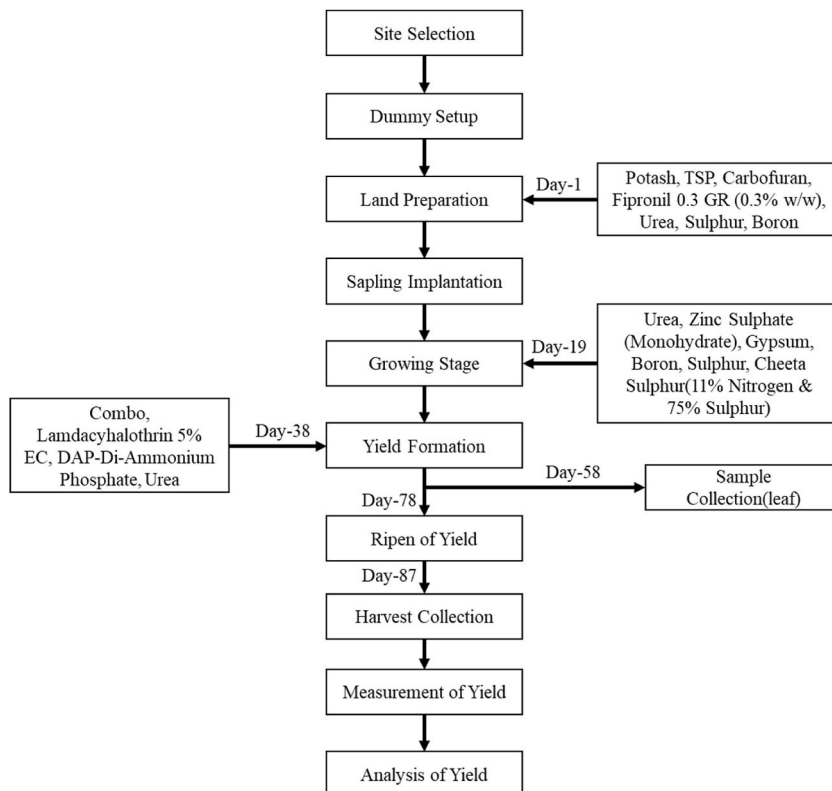 Site Selection
Dummy Setup
Land Preparation
Day-1
Potash, TSP, Carbofuran,
Fipronil 0.3 GR (0.3% w/w),
Urea, Sulphur, Boron
Sapling Implantation
Growing Stage
Day-19
Urea, Zinc Sulphate
(Monohydrate), Gypsum,
Boron, Sulphur, Cheeta
Sulphur(11% Nitrogen &
75% Sulphur)
Combo,
Lamdacyhalothrin 5%
EC, DAP-Di-Ammonium
Phosphate, Urea
Day-38
Yield Formation
Day-58
Sample
Collection(leaf)
Day-78
Ripen of Yield
Day-87
Harvest Collection
Measurement of Yield
Analysis of Yield